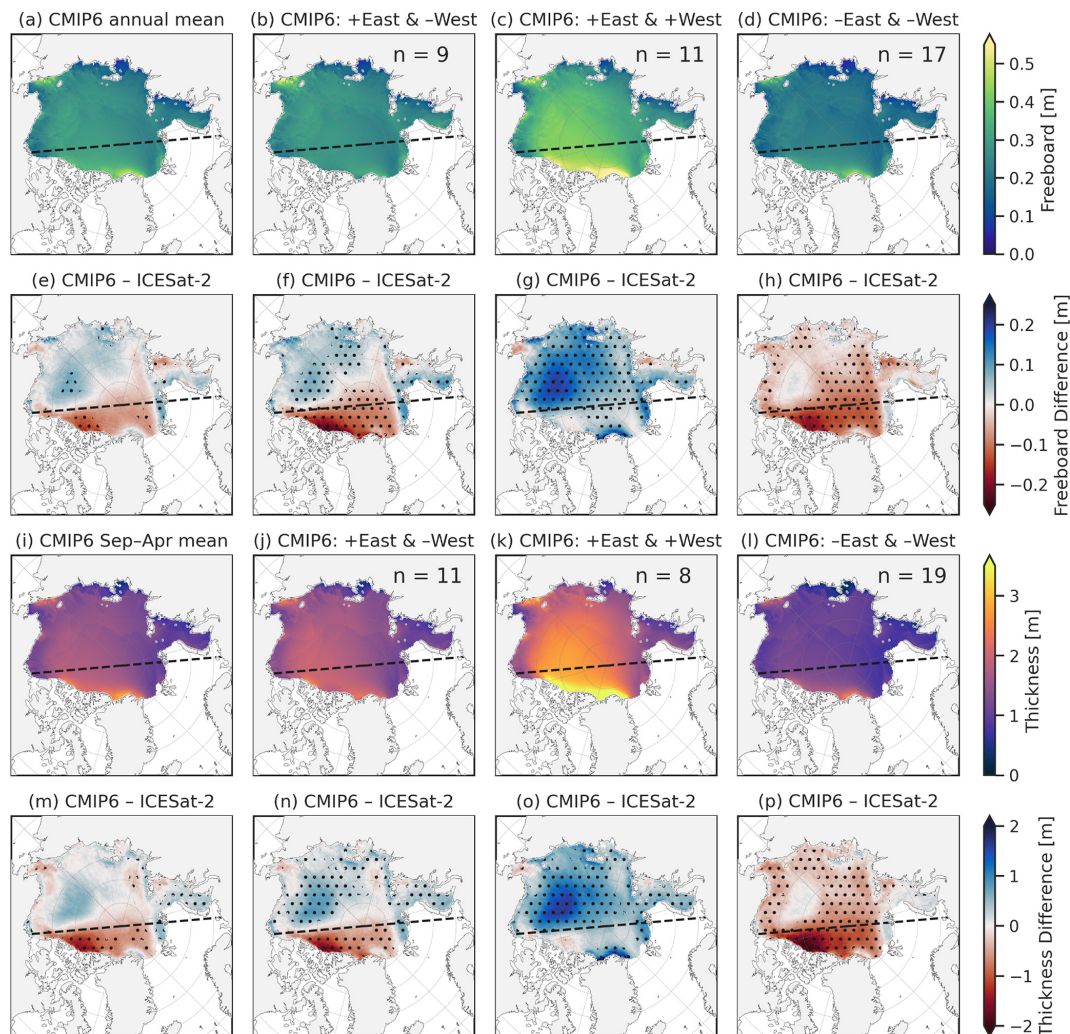 (a) CMIP6 annual mean
(b) CMIP6: +East & –West
(c) CMIP6: +East & +West
(d) CMIP6: –East & –West
n = 9
n = 11
n = 17
0.5
0.4
0.3
0.2
0.1
0.0
Freeboard [m]
(e) CMIP6 – ICESat-2
(f) CMIP6 – ICESat-2
(g) CMIP6 – ICESat-2
(h) CMIP6 – ICESat-2
0.2
0.1
0.0
−0.1
−0.2
Freeboard Difference [m]
(i) CMIP6 Sep–Apr mean
(j) CMIP6: +East & –West
(k) CMIP6: +East & +West
(l) CMIP6: –East & –West
n = 11
n = 8
n = 19
3
2
1
0
Thickness [m]
(m) CMIP6 – ICESat-2
(n) CMIP6 – ICESat-2
(o) CMIP6 – ICESat-2
(p) CMIP6 – ICESat-2
2
1
0
−1
−2
Thickness Difference [m]